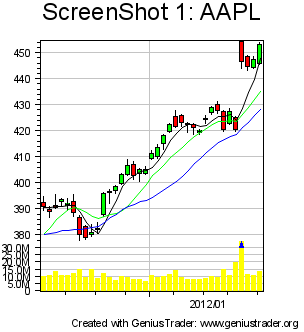 ScreenShot 1: AAPL
450
440
430
420
410
400
390
380
30.0M
25.0M
20.0M
15.0M
10.0M
5.0M
0
2012/01
Created with GeniusTrader: www.geniustrader.org